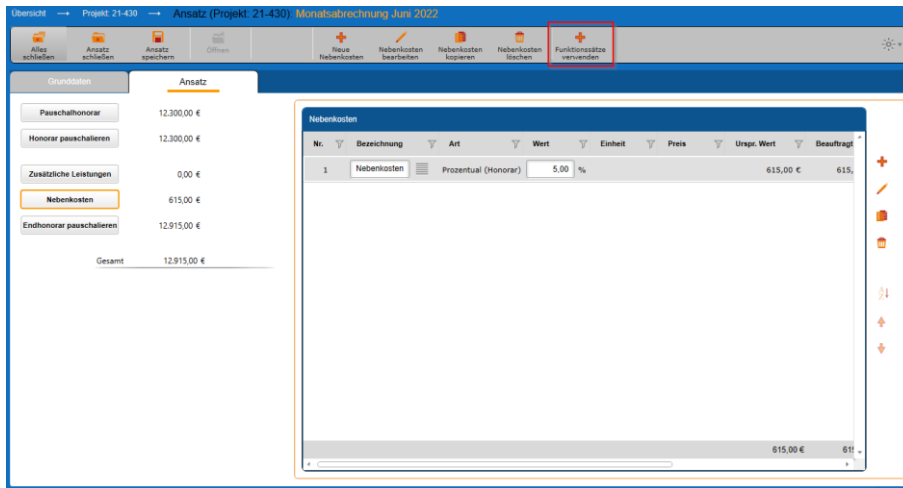 Übersicht → Projekt: 21-430 → Ansatz (Projekt: 21-430): Monatsabrechnung Juni 2022
Alles schließen
Ansatz schließen
Ansatz speichern
Öffnen
Neue Nebenkosten
Nebenkosten bearbeiten
Nebenkosten kopieren
Nebenkosten löschen
Funktionssätze verwenden
Grunddaten Ansatz
Pauschalhonorar 12.300,00 €
Honorar pauschalieren 12.300,00 €
Zusätzliche Leistungen 0,00 €
Nebenkosten 615,00 €
Endhonorar pauschalieren 12.915,00 €
Gesamt 12.915,00 €
Nebenkosten
Nr. Bezeichnung Art Wert Einheit Preis Urspr. Wert Beauftragt
1 Nebenkosten Prozentual (Honorar) 5,00 % 615,00 € 615,
615,00 € 615